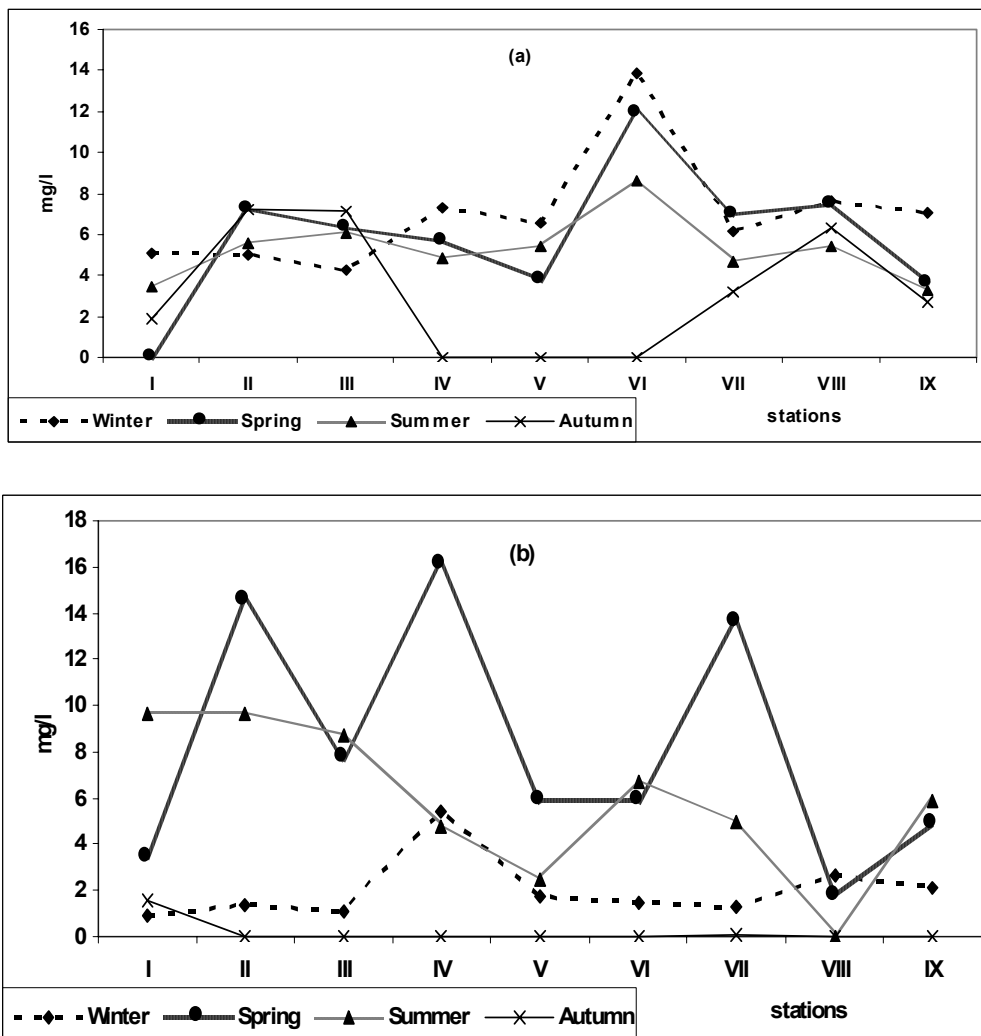 16
(a)
14
12
10
mg/l
8
6
4
2
0
I II III IV V VI VII VIII IX
stations
Winter Spring Summer Autumn
18
(b)
16
14
12
10
mg/l
8
6
4
2
0
I II III IV V VI VII VIII IX
stations
Winter Spring Summer Autumn